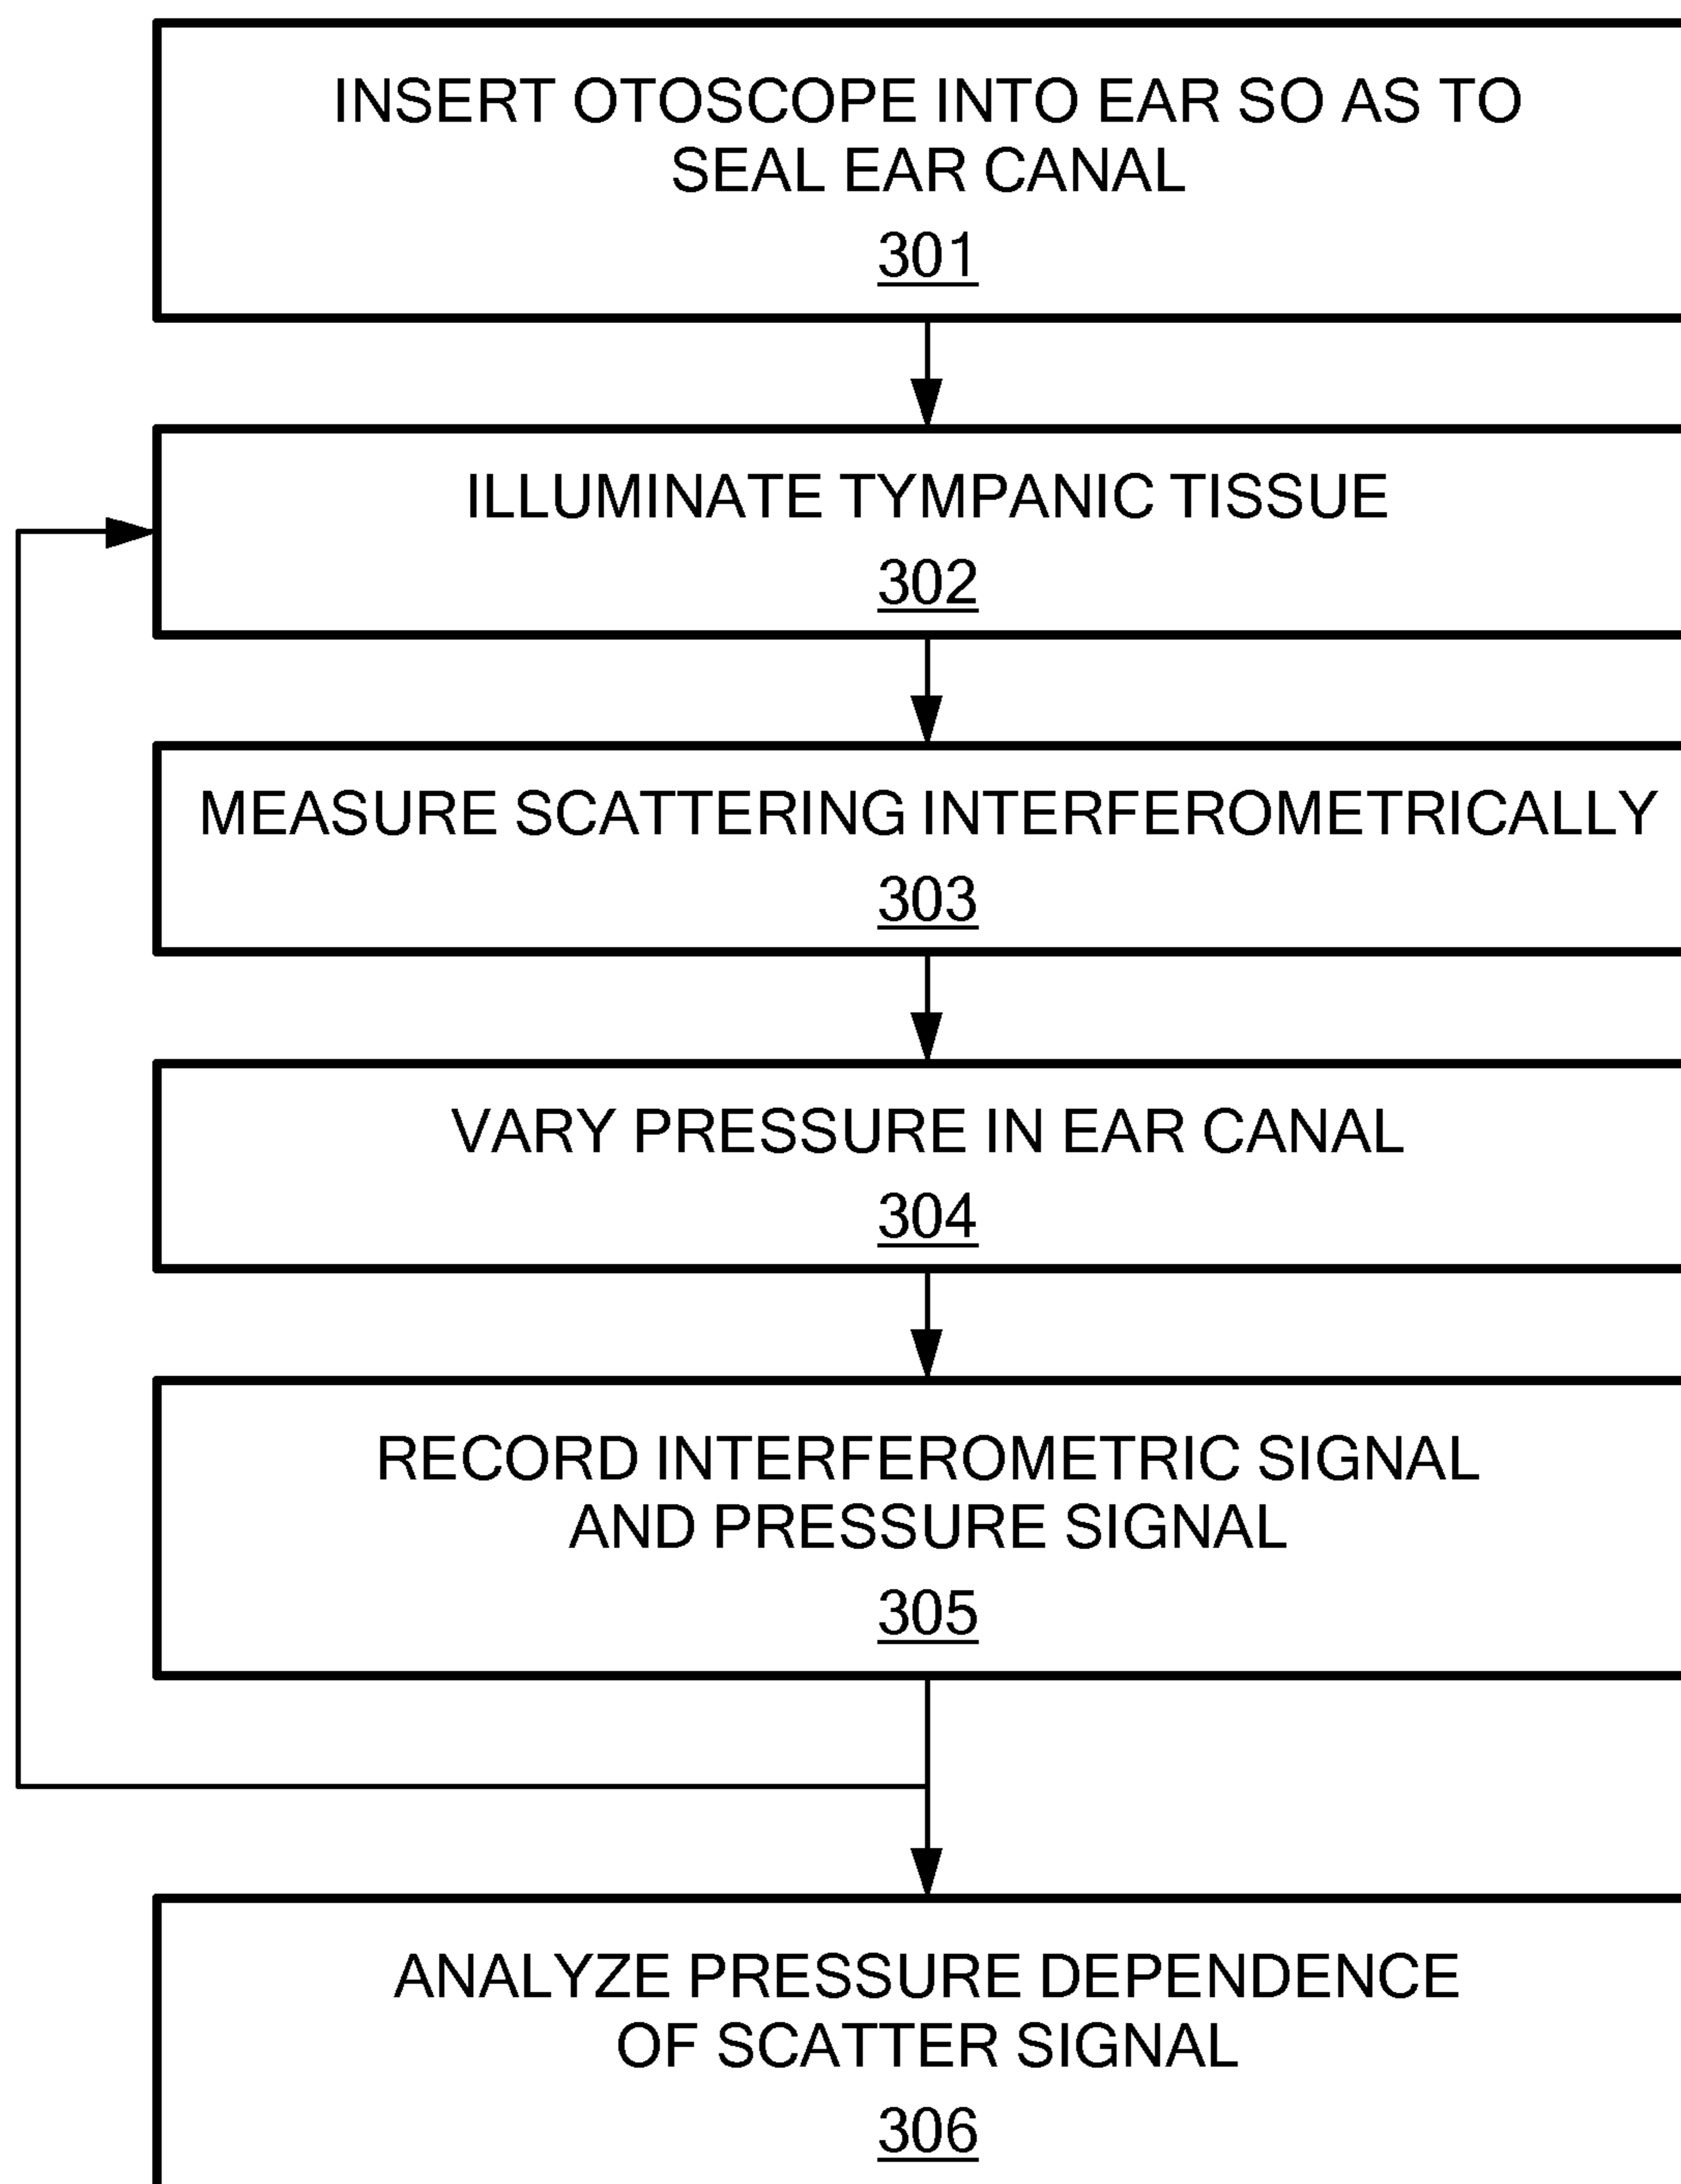 INSERT OTOSCOPE INTO EAR SO AS TO
SEAL EAR CANAL
301
ILLUMINATE TYMPANIC TISSUE
302
MEASURE SCATTERING INTERFEROMETRICALLY
303
VARY PRESSURE IN EAR CANAL
304
RECORD INTERFEROMETRIC SIGNAL
AND PRESSURE SIGNAL
305
ANALYZE PRESSURE DEPENDENCE
OF SCATTER SIGNAL
306